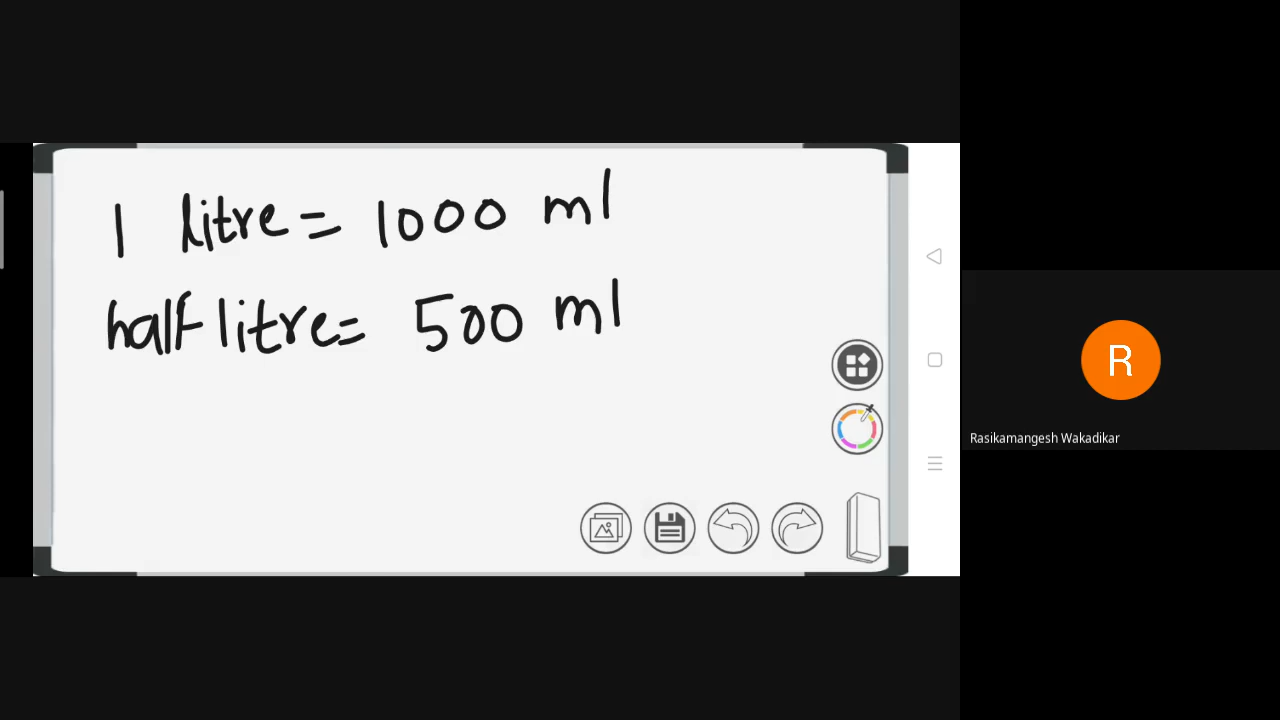 1 litre = 1000 ml
half litre = 500 ml
R
Rasikamangesh Wakadikar